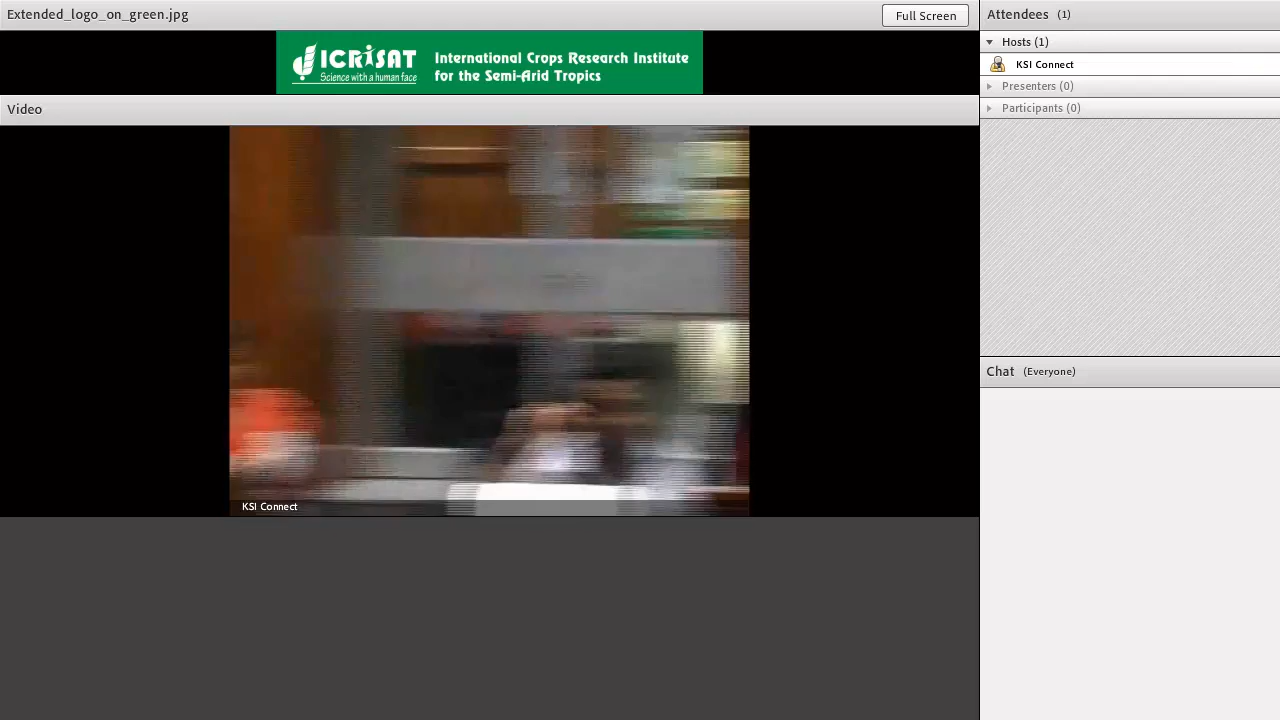 Extended_logo_on_green.jpg
Full Screen
ICRISAT
Science with a human face
International Crops Research Institute
for the Semi-Arid Tropics
Video
KSI Connect
Attendees (1)
Hosts (1)
KSI Connect
Presenters (0)
Participants (0)
Chat (Everyone)